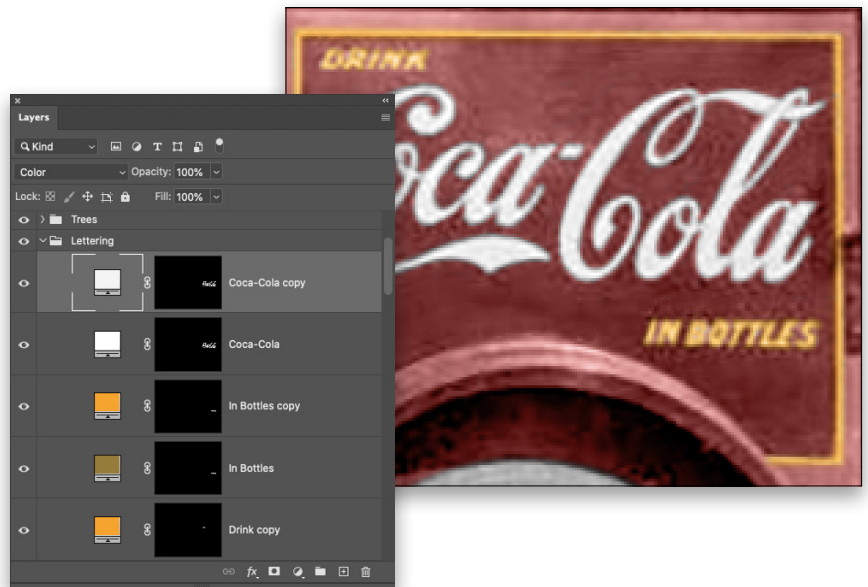 DRINK
Coca-Cola
IN BOTTLES
Layers
Kind
Color
Opacity: 100%
Lock:
Fill: 100%
Trees
Lettering
Coca-Cola copy
Coca-Cola
In Bottles copy
In Bottles
Drink copy